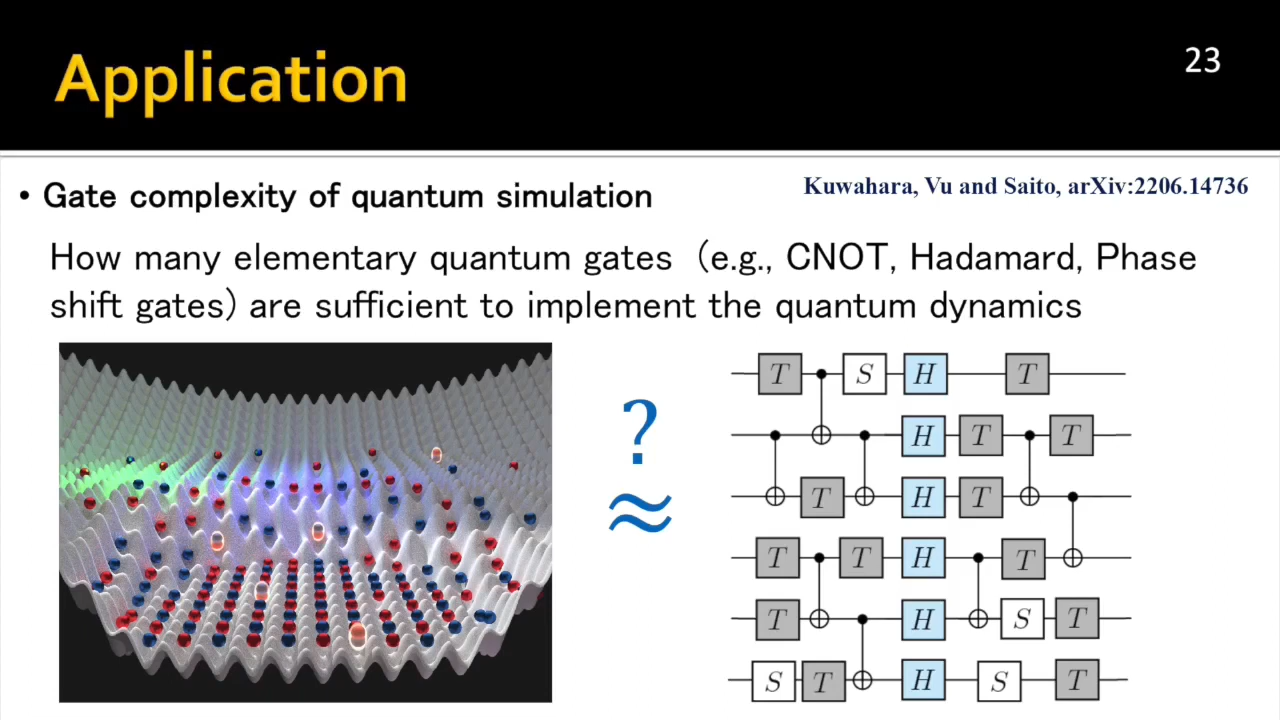 Application
23
• Gate complexity of quantum simulation
Kuwahara, Vu and Saito, arXiv:2206.14736
How many elementary quantum gates (e.g., CNOT, Hadamard, Phase
shift gates) are sufficient to implement the quantum dynamics
?
≈
T S H T
H T T
T H T
T T H T
T H S T
S T H S T